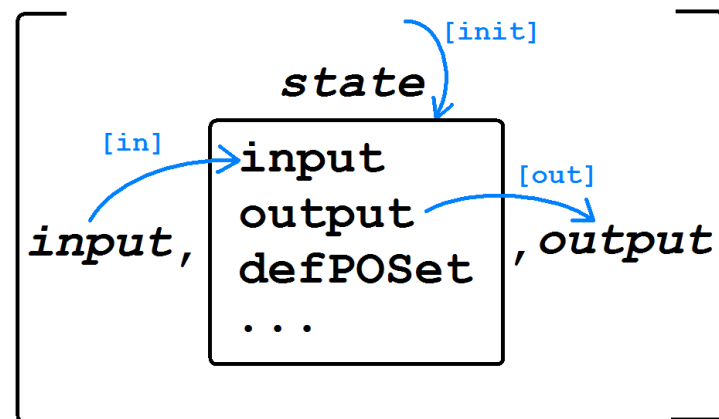 [init]
state
[in]
input
[out]
output
input, , output
defPOSet
...